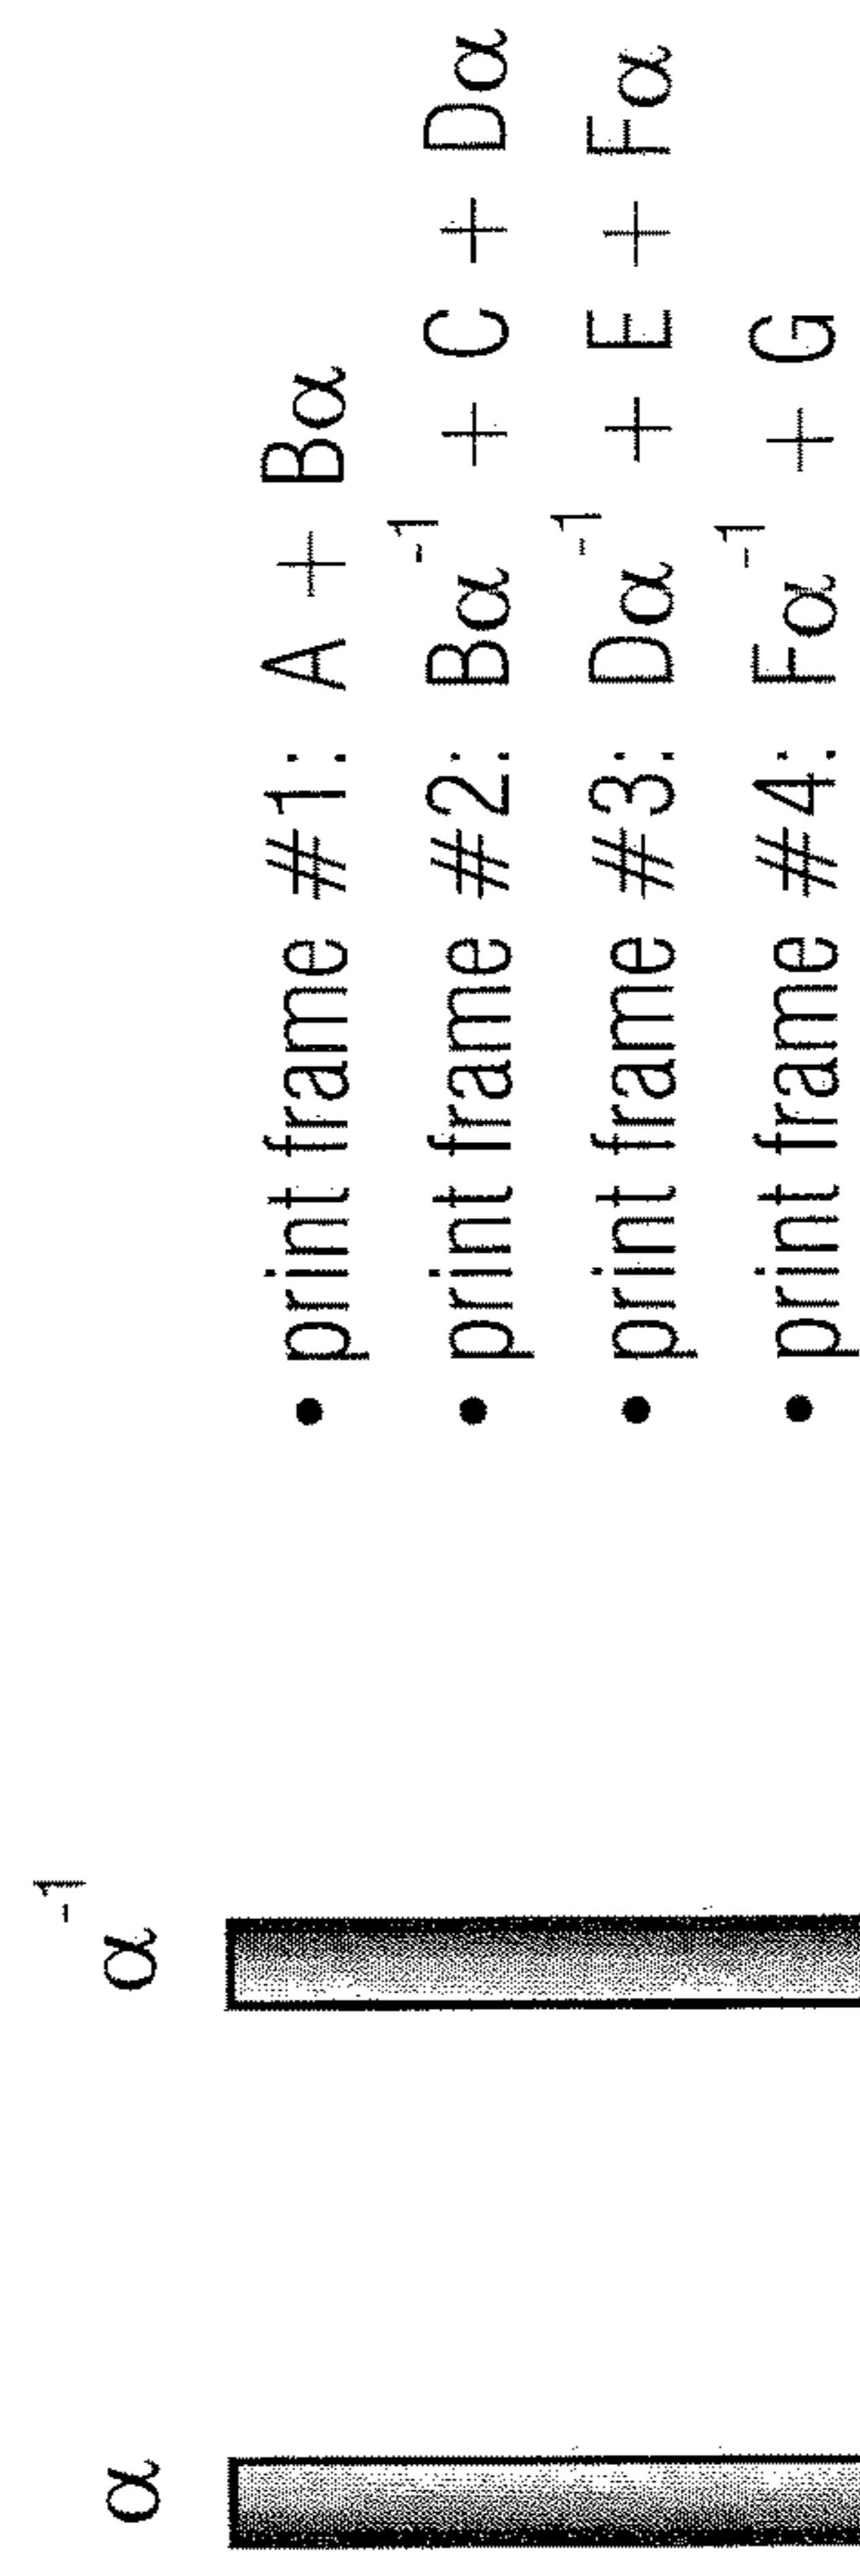 α
α⁻¹
• print frame #1: A + Bα
• print frame #2: Bα⁻¹ + C + Dα
• print frame #3: Dα⁻¹ + E + Fα
• print frame #4: Fα⁻¹ + G